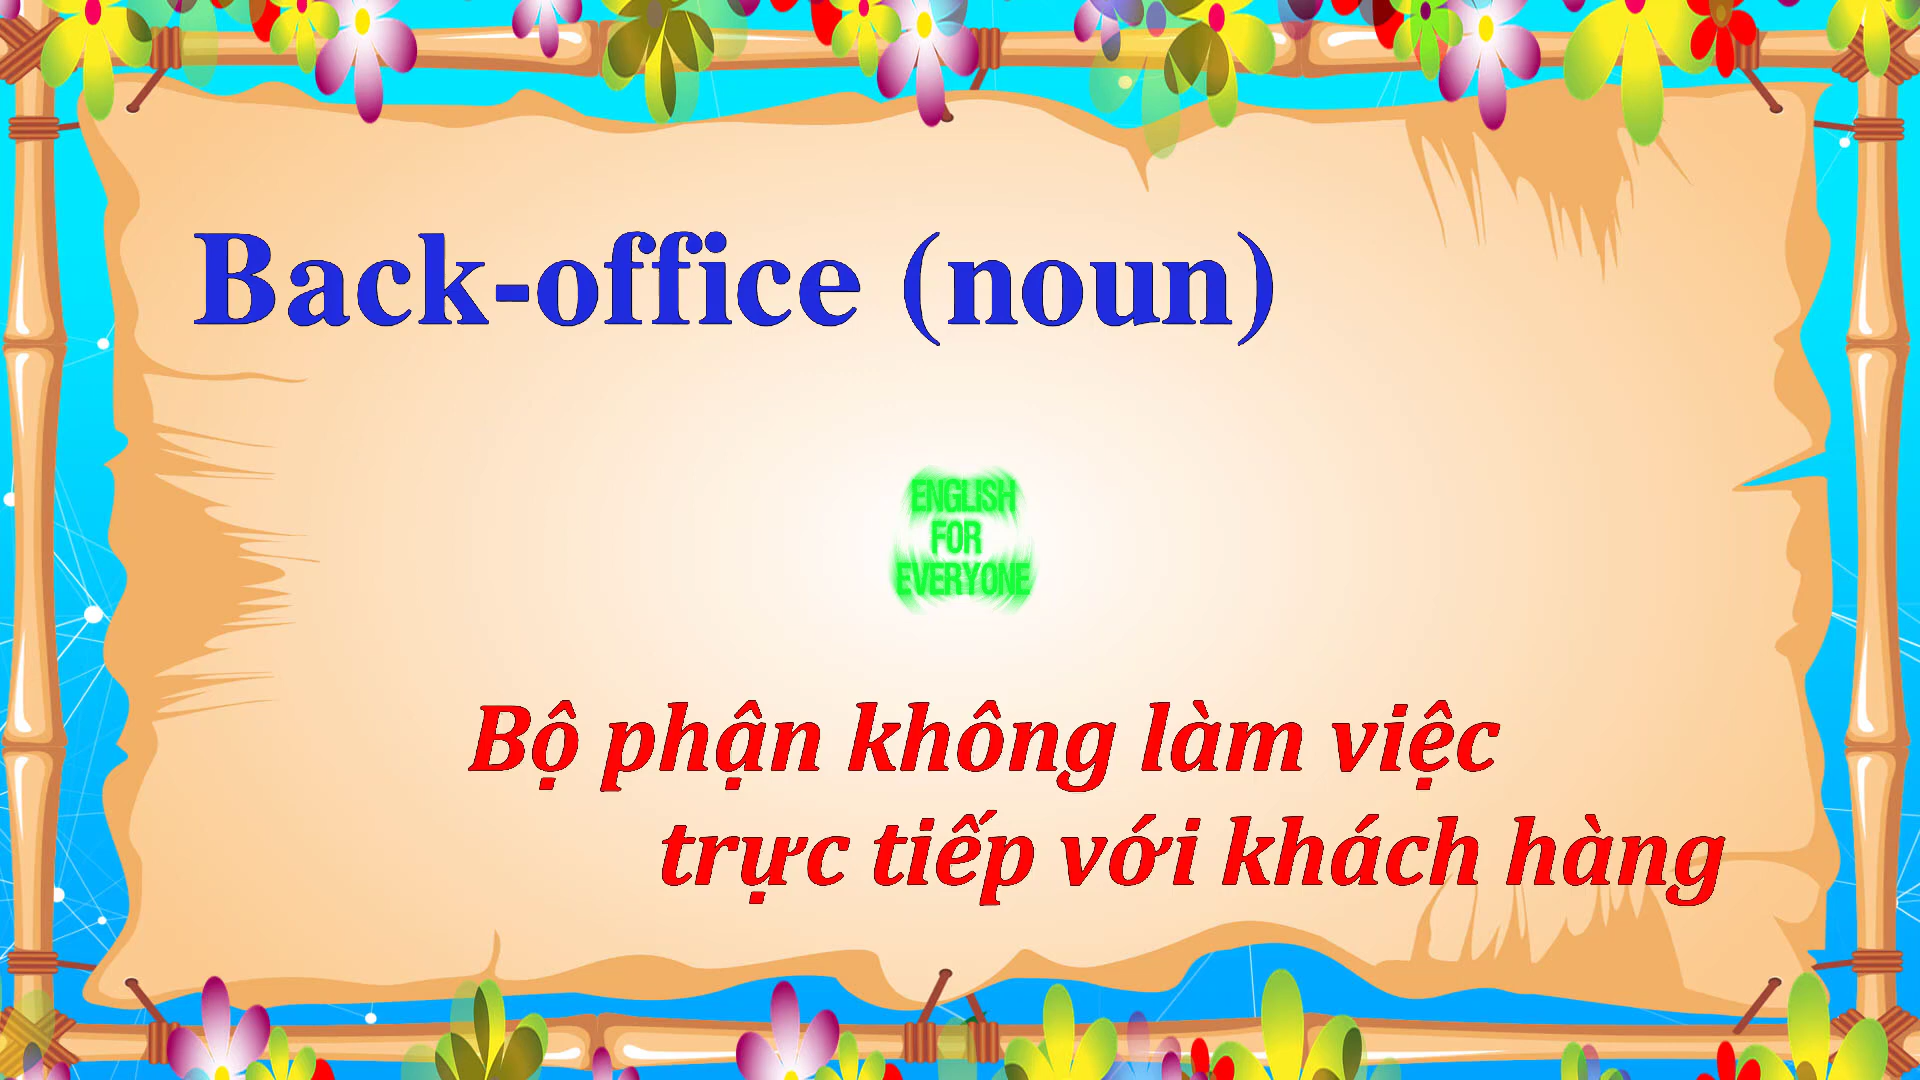 Back-office (noun)
ENGLISH
FOR
EVERYONE
Bộ phận không làm việc
trực tiếp với khách hàng